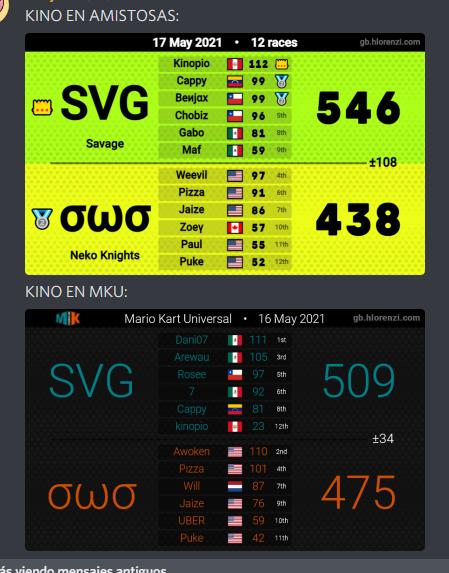 KINO EN AMISTOSAS:
17 May 2021 • 12 races gb.hlorenzi.com
SVG
Savage
Kinopio 112
Cappy 99
Bенjαx 99
Chobiz 96 5th
Gabo 81 8th
Maf 59 9th
546
±108
σωσ
Neko Knights
Weevil 97 4th
Pizza 91 6th
Jaize 86 7th
Zoey 57 10th
Paul 55 11th
Puke 52 12th
438
KINO EN MKU:
Mario Kart Universal • 16 May 2021 gb.hlorenzi.com
SVG
Dani07 111 1st
Arewau 105 3rd
Rosee 97 5th
7 92 6th
Cappy 81 8th
kinopio 23 12th
509
±34
σωσ
Awoken 110 2nd
Pizza 101 4th
Will 87 7th
Jaize 76 9th
UBER 59 10th
Puke 42 11th
475
ás viendo mensajes antiguos